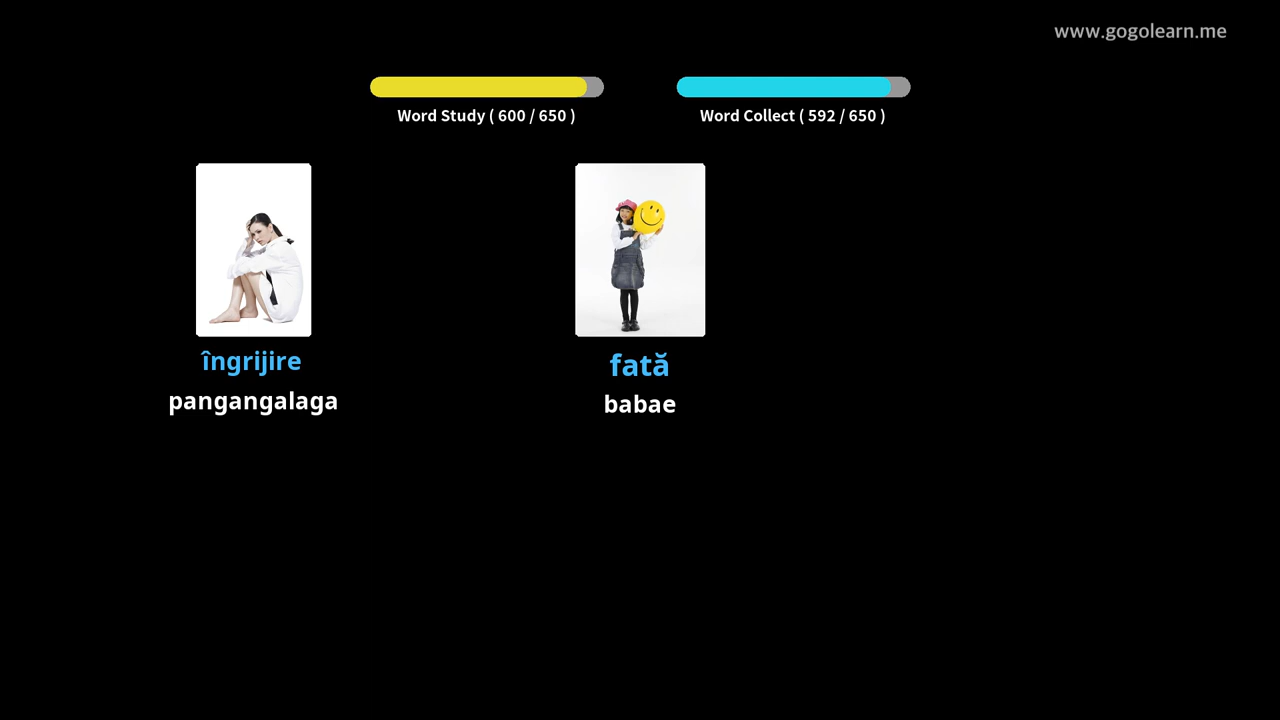 www.gogolearn.me
Word Study ( 600 / 650 )
Word Collect ( 592 / 650 )
îngrijire
pangangalaga
fată
babae